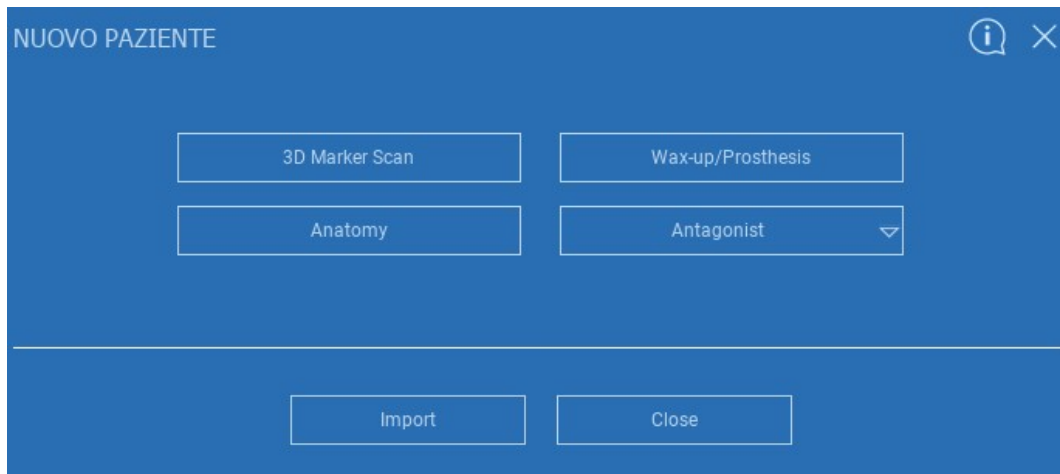 NUOVO PAZIENTE
3D Marker Scan
Wax-up/Prosthesis
Anatomy
Antagonist
Import
Close